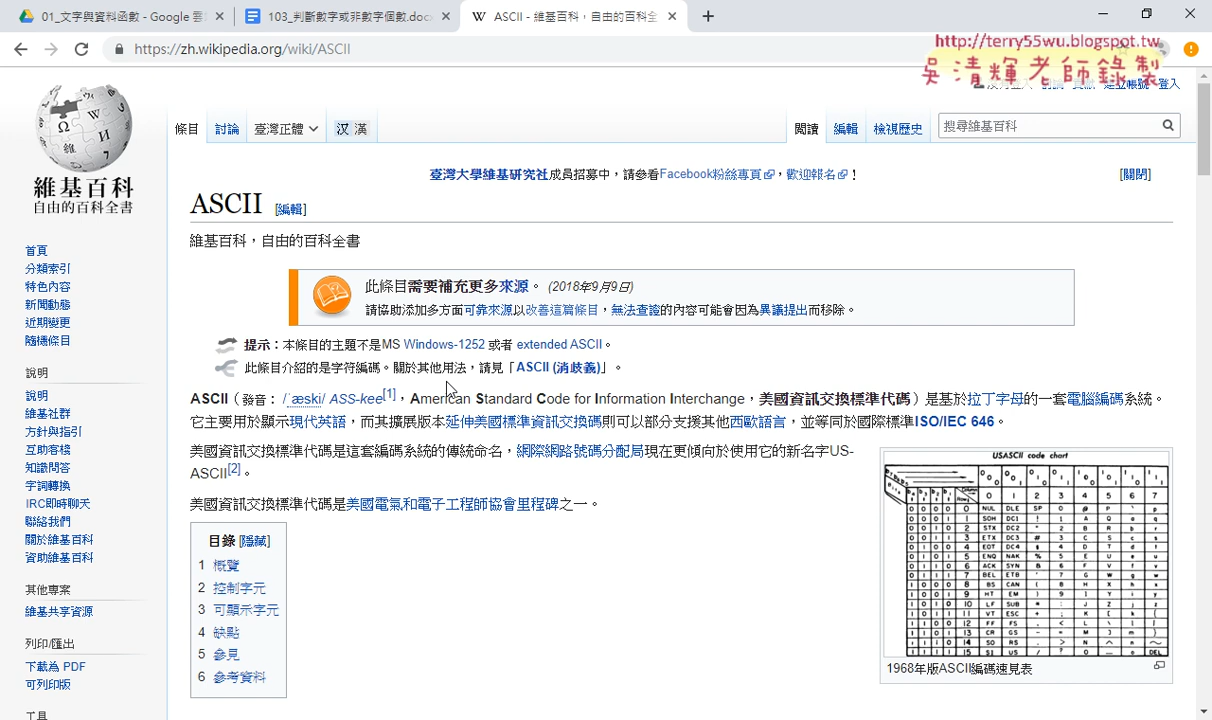 01_文字與資料函數 - Google 雲
103_判斷數字或非數字個數.docx
ASCII - 維基百科，自由的百科全
https://zh.wikipedia.org/wiki/ASCII
http://terry55wu.blogspot.tw
吳清輝老師錄製
討論 貢獻 建立帳號 登入
維基百科
自由的百科全書
條目 討論 臺灣正體 汉 漢 閱讀 編輯 檢視歷史 搜尋維基百科
臺灣大學維基研究社成員招募中，請參看Facebook粉絲專頁，歡迎報名！ [關閉]
ASCII [編輯]
維基百科，自由的百科全書
此條目需要補充更多來源。 (2018年9月9日)
請協助添加多方面可靠來源以改善這篇條目，無法查證的內容可能會因為異議提出而移除。
提示：本條目的主題不是MS Windows-1252 或者 extended ASCII。
此條目介紹的是字符編碼。關於其他用法，請見「ASCII (消歧義)」。
ASCII（發音： /ˈæski/ ASS-kee[1]，American Standard Code for Information Interchange，美國資訊交換標準代碼）是基於拉丁字母的一套電腦編碼系統。
它主要用於顯示現代英語，而其擴展版本延伸美國標準資訊交換碼則可以部分支援其他西歐語言，並等同於國際標準ISO/IEC 646。
美國資訊交換標準代碼是這套編碼系統的傳統命名，網際網路號碼分配局現在更傾向於使用它的新名字US-
ASCII[2]。
美國資訊交換標準代碼是美國電氣和電子工程師協會里程碑之一。
目錄 [隱藏]
1 概覽
2 控制字元
3 可顯示字元
4 缺點
5 參見
6 參考資料
USASCII code chart
1968年版ASCII編碼速見表
首頁
分類索引
特色內容
新聞動態
近期變更
隨機條目
說明
說明
維基社群
方針與指引
互助客棧
知識問答
字詞轉換
IRC即時聊天
聯絡我們
關於維基百科
資助維基百科
其他專案
維基共享資源
列印/匯出
下載為 PDF
可列印版
工具